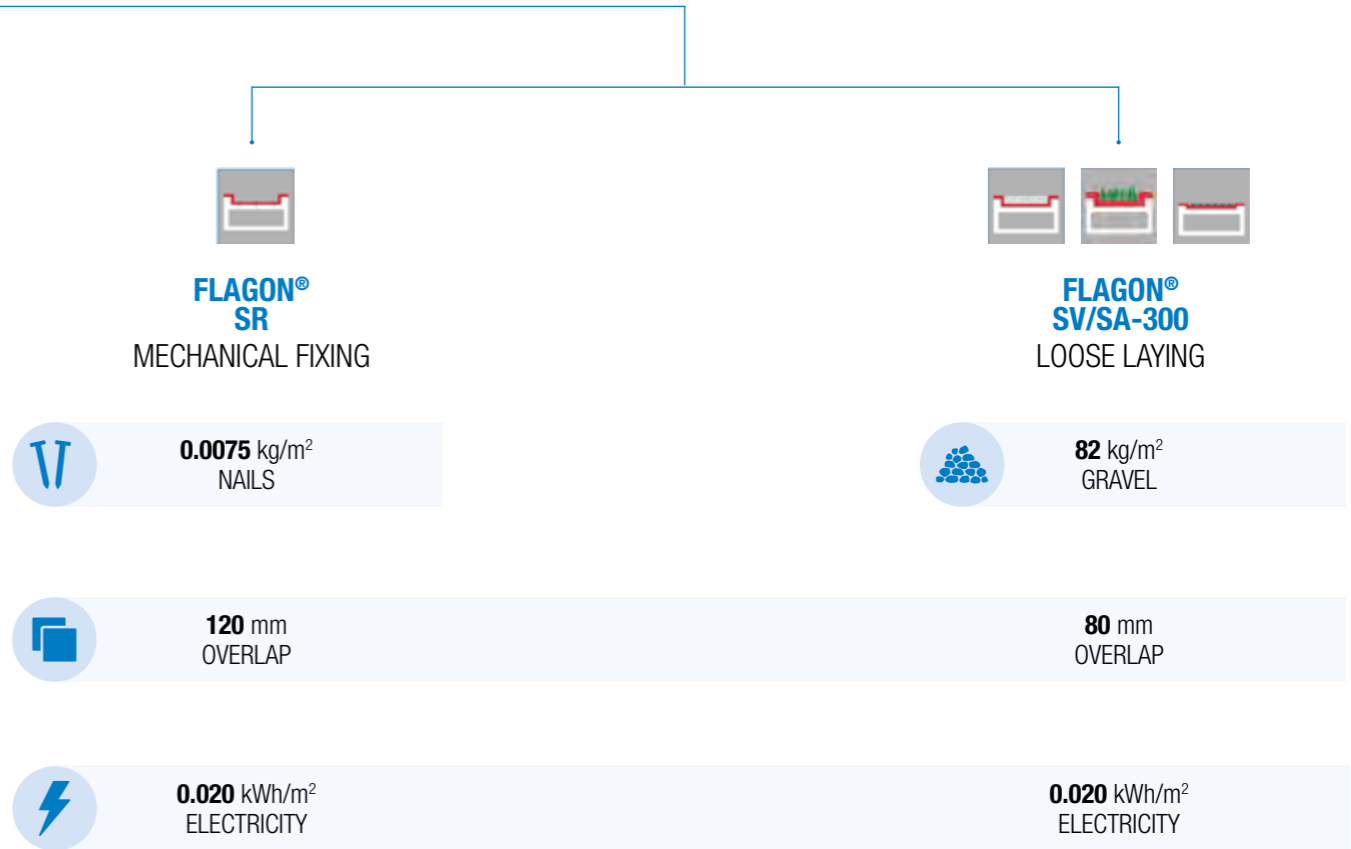 FLAGON®
SR
MECHANICAL FIXING
FLAGON®
SV/SA-300
LOOSE LAYING
0.0075 kg/m²
NAILS
82 kg/m²
GRAVEL
120 mm
OVERLAP
80 mm
OVERLAP
0.020 kWh/m²
ELECTRICITY
0.020 kWh/m²
ELECTRICITY